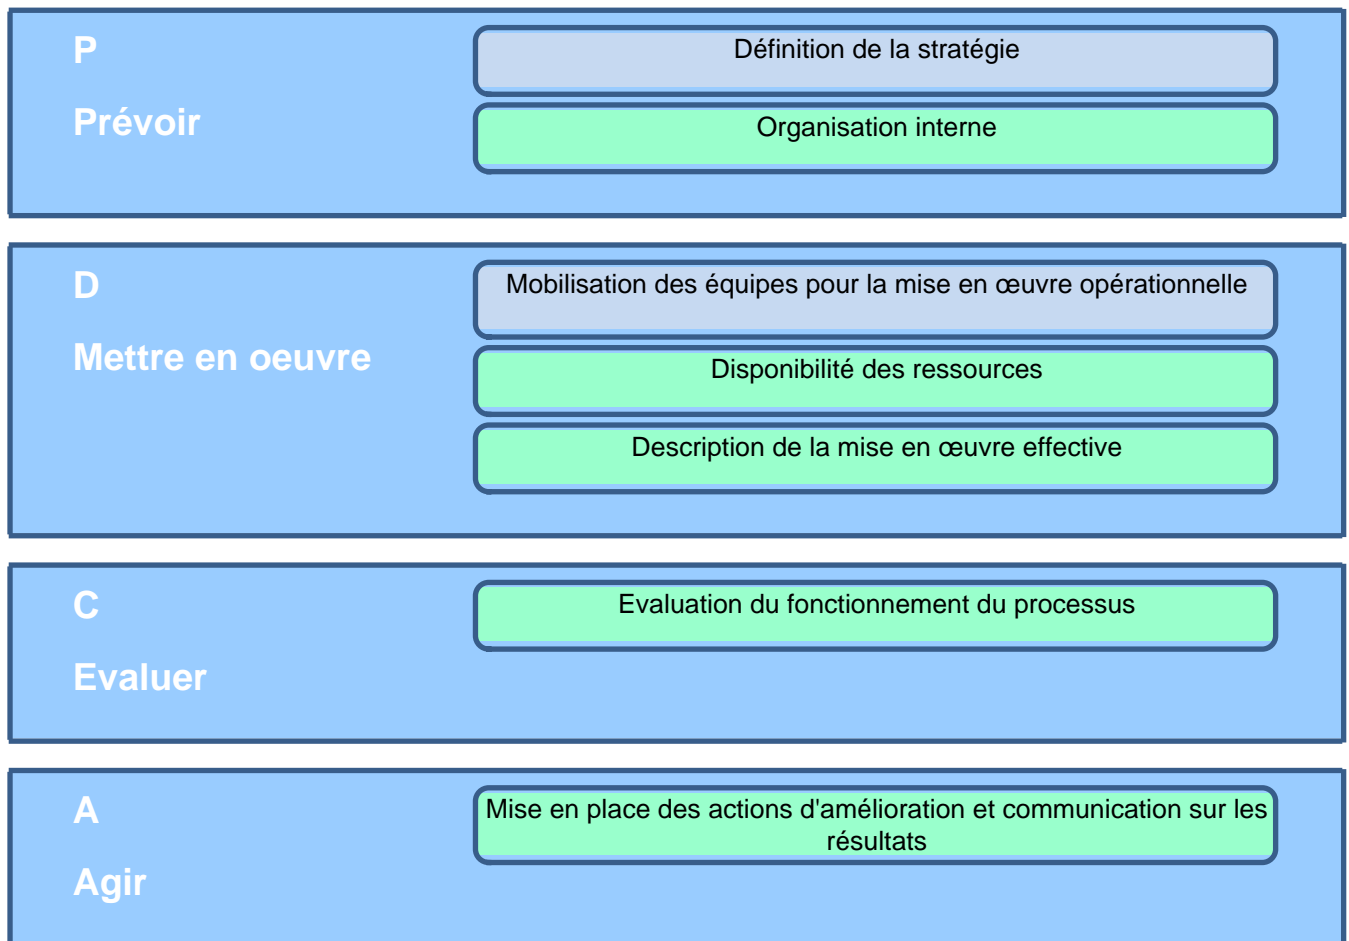 P
Définition de la stratégie
Prévoir
Organisation interne
D
Mobilisation des équipes pour la mise en œuvre opérationnelle
Mettre en oeuvre
Disponibilité des ressources
Description de la mise en œuvre effective
C
Evaluation du fonctionnement du processus
Evaluer
A
Mise en place des actions d'amélioration et communication sur les
résultats
Agir